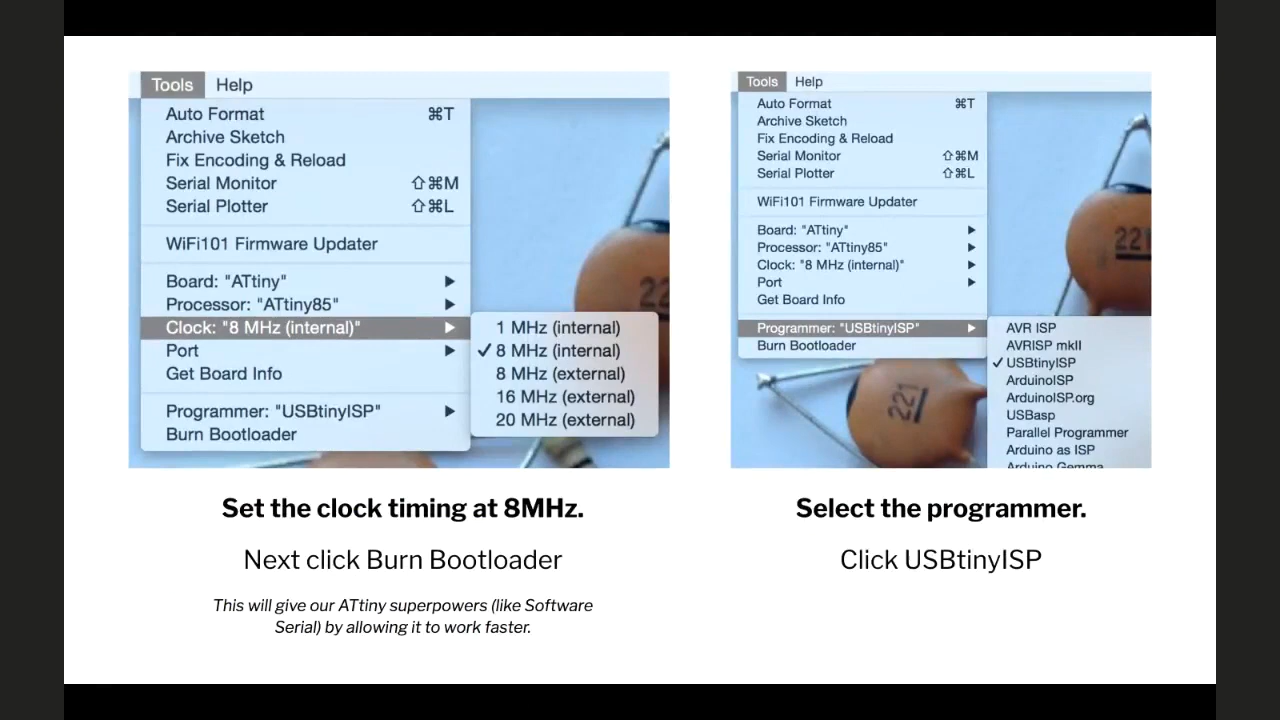 Tools Help
Auto Format ⌘T
Archive Sketch
Fix Encoding & Reload
Serial Monitor ⇧⌘M
Serial Plotter ⇧⌘L
WiFi101 Firmware Updater
Board: "ATtiny"
Processor: "ATtiny85"
Clock: "8 MHz (internal)"
Port
Get Board Info
Programmer: "USBtinyISP"
Burn Bootloader
1 MHz (internal)
✓ 8 MHz (internal)
8 MHz (external)
16 MHz (external)
20 MHz (external)
Set the clock timing at 8MHz.
Next click Burn Bootloader
This will give our ATtiny superpowers (like Software
Serial) by allowing it to work faster.
Tools Help
Auto Format ⌘T
Archive Sketch
Fix Encoding & Reload
Serial Monitor ⇧⌘M
Serial Plotter ⇧⌘L
WiFi101 Firmware Updater
Board: "ATtiny"
Processor: "ATtiny85"
Clock: "8 MHz (internal)"
Port
Get Board Info
Programmer: "USBtinyISP"
Burn Bootloader
AVR ISP
AVRISP mkII
✓ USBtinyISP
ArduinoISP
ArduinoISP.org
USBasp
Parallel Programmer
Arduino as ISP
Arduino Gemma
221
221
Select the programmer.
Click USBtinyISP